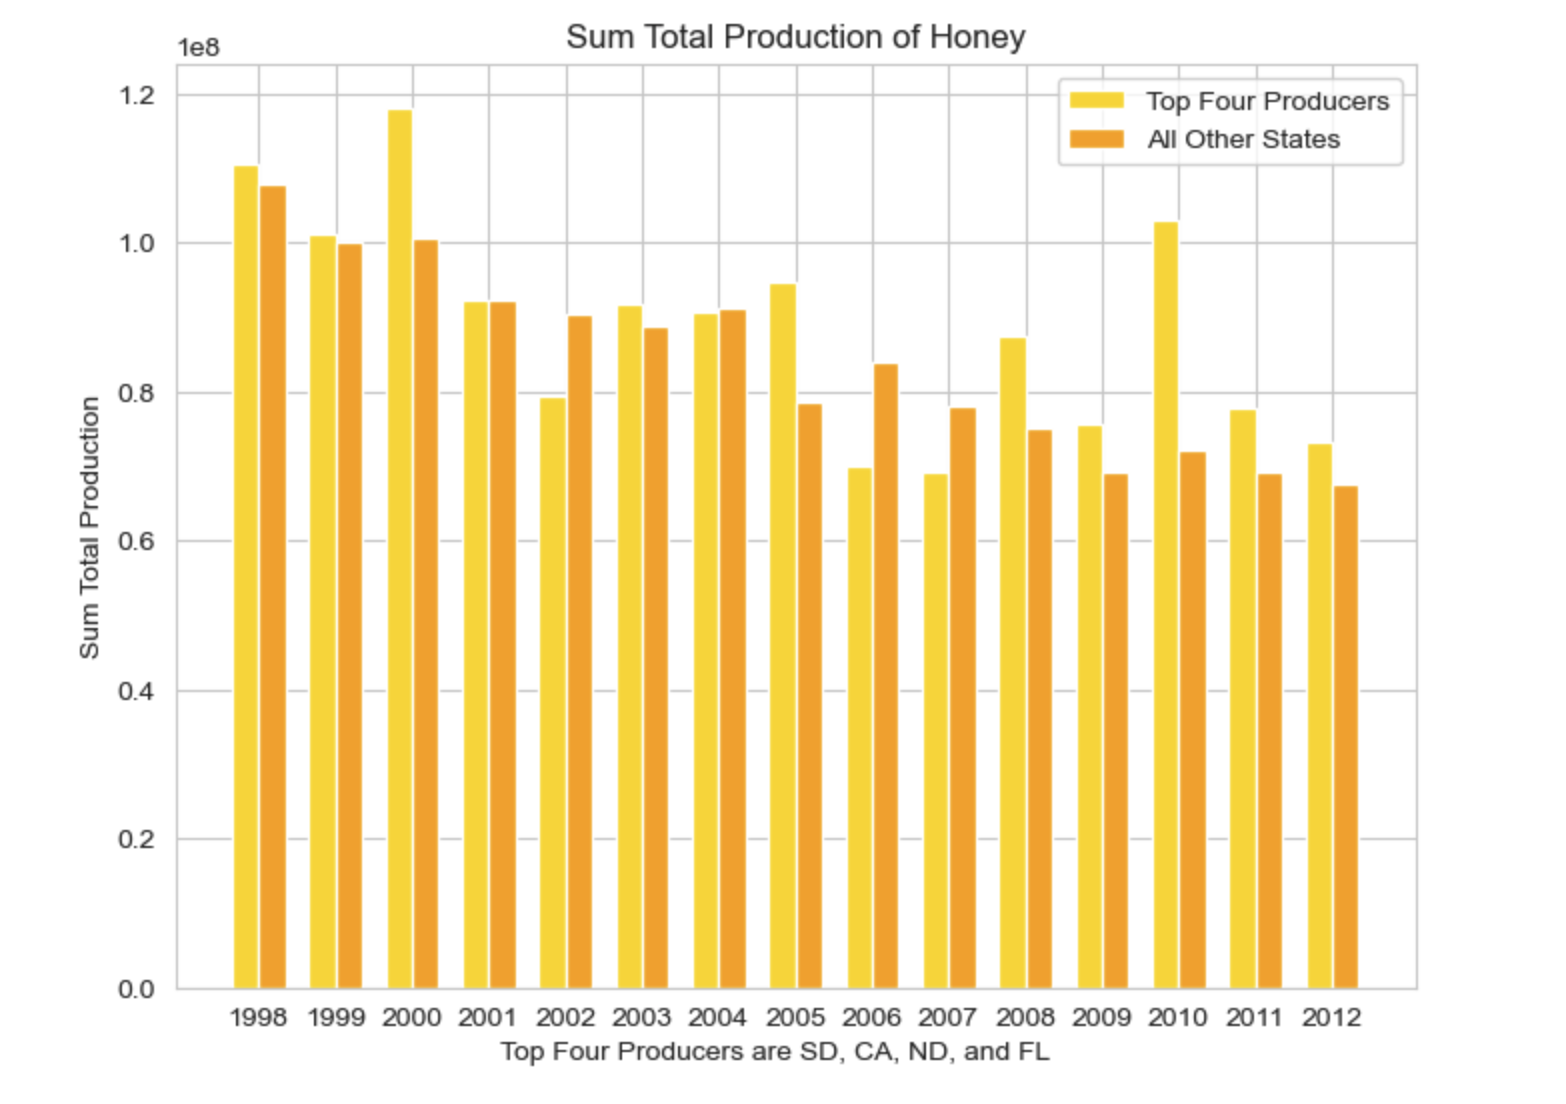 Sum Total Production of Honey
1e8
Top Four Producers
All Other States
1.2
1.0
0.8
0.6
0.4
0.2
0.0
Sum Total Production
1998 1999 2000 2001 2002 2003 2004 2005 2006 2007 2008 2009 2010 2011 2012
Top Four Producers are SD, CA, ND, and FL